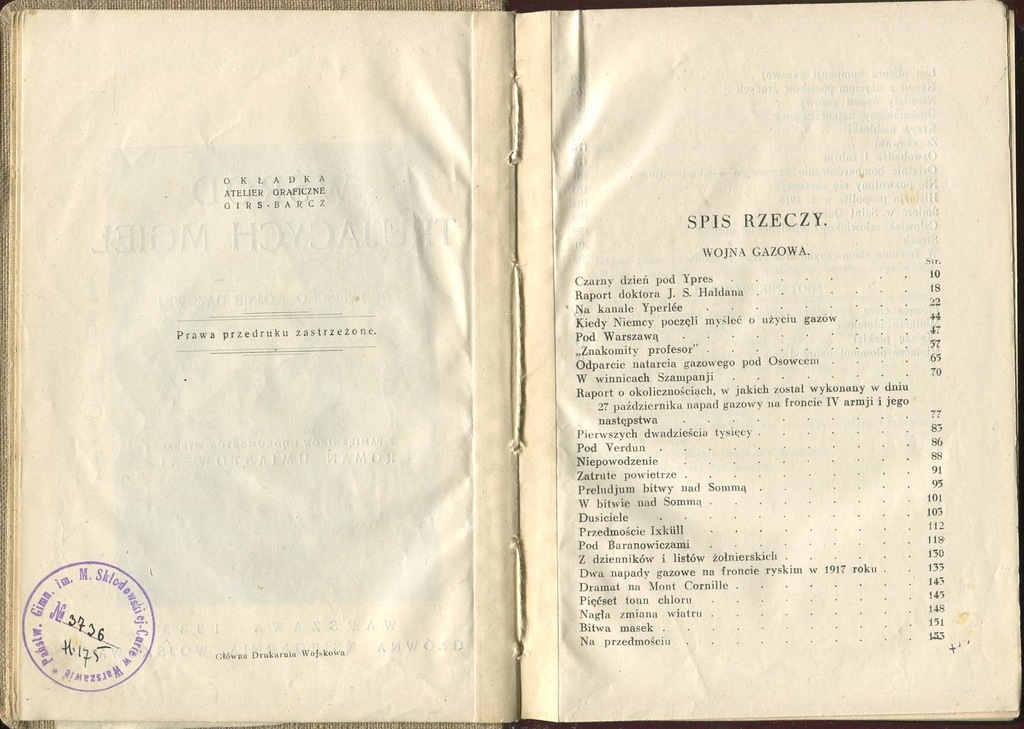 OKŁADKA
ATELIER GRAFICZNE
GIRS-BARCZ
Prawa przedruku zastrzeżone.
Główna Drukarnia Wojskowa.
Państw. Gimn. im. M. Skłodowskiej-Curie w Warszawie
№ 3736
H.175
SPIS RZECZY.
WOJNA GAZOWA.
Str.
Czarny dzień pod Ypres . . . . . . . . 10
Raport doktora J. S. Haldana . . . . . . . 18
Na kanale Yperlée . . . . . . . . 22
Kiedy Niemcy poczęli myśleć o użyciu gazów . . . 44
Pod Warszawą . . . . . . . . . 47
„Znakomity profesor" . . . . . . . . 57
Odparcie natarcia gazowego pod Osowcem . . . . 65
W winnicach Szampanji . . . . . . . . 70
Raport o okolicznościach, w jakich został wykonany w dniu
27 października napad gazowy na froncie IV armji i jego
następstwa . . . . . . . . . 77
Pierwszych dwadzieścia tysięcy . . . . . . . 83
Pod Verdun . . . . . . . . . . 86
Niepowodzenie . . . . . . . . . 88
Zatrute powietrze . . . . . . . . . 91
Preludjum bitwy nad Sommą . . . . . . . 95
W bitwie nad Sommą . . . . . . . . 101
Dusiciele . . . . . . . . . . 103
Przedmoście Ixküll . . . . . . . . 112
Pod Baranowiczami . . . . . . . . 118
Z dzienników i listów żołnierskich . . . . . . 130
Dwa napady gazowe na froncie ryskim w 1917 roku . . 133
Dramat na Mont Cornille . . . . . . . 143
Pięćset tonn chloru . . . . . . . . 145
Nagła zmiana wiatru . . . . . . . . 148
Bitwa masek . . . . . . . . . . 151
Na przedmościu . . . . . . . . . 153